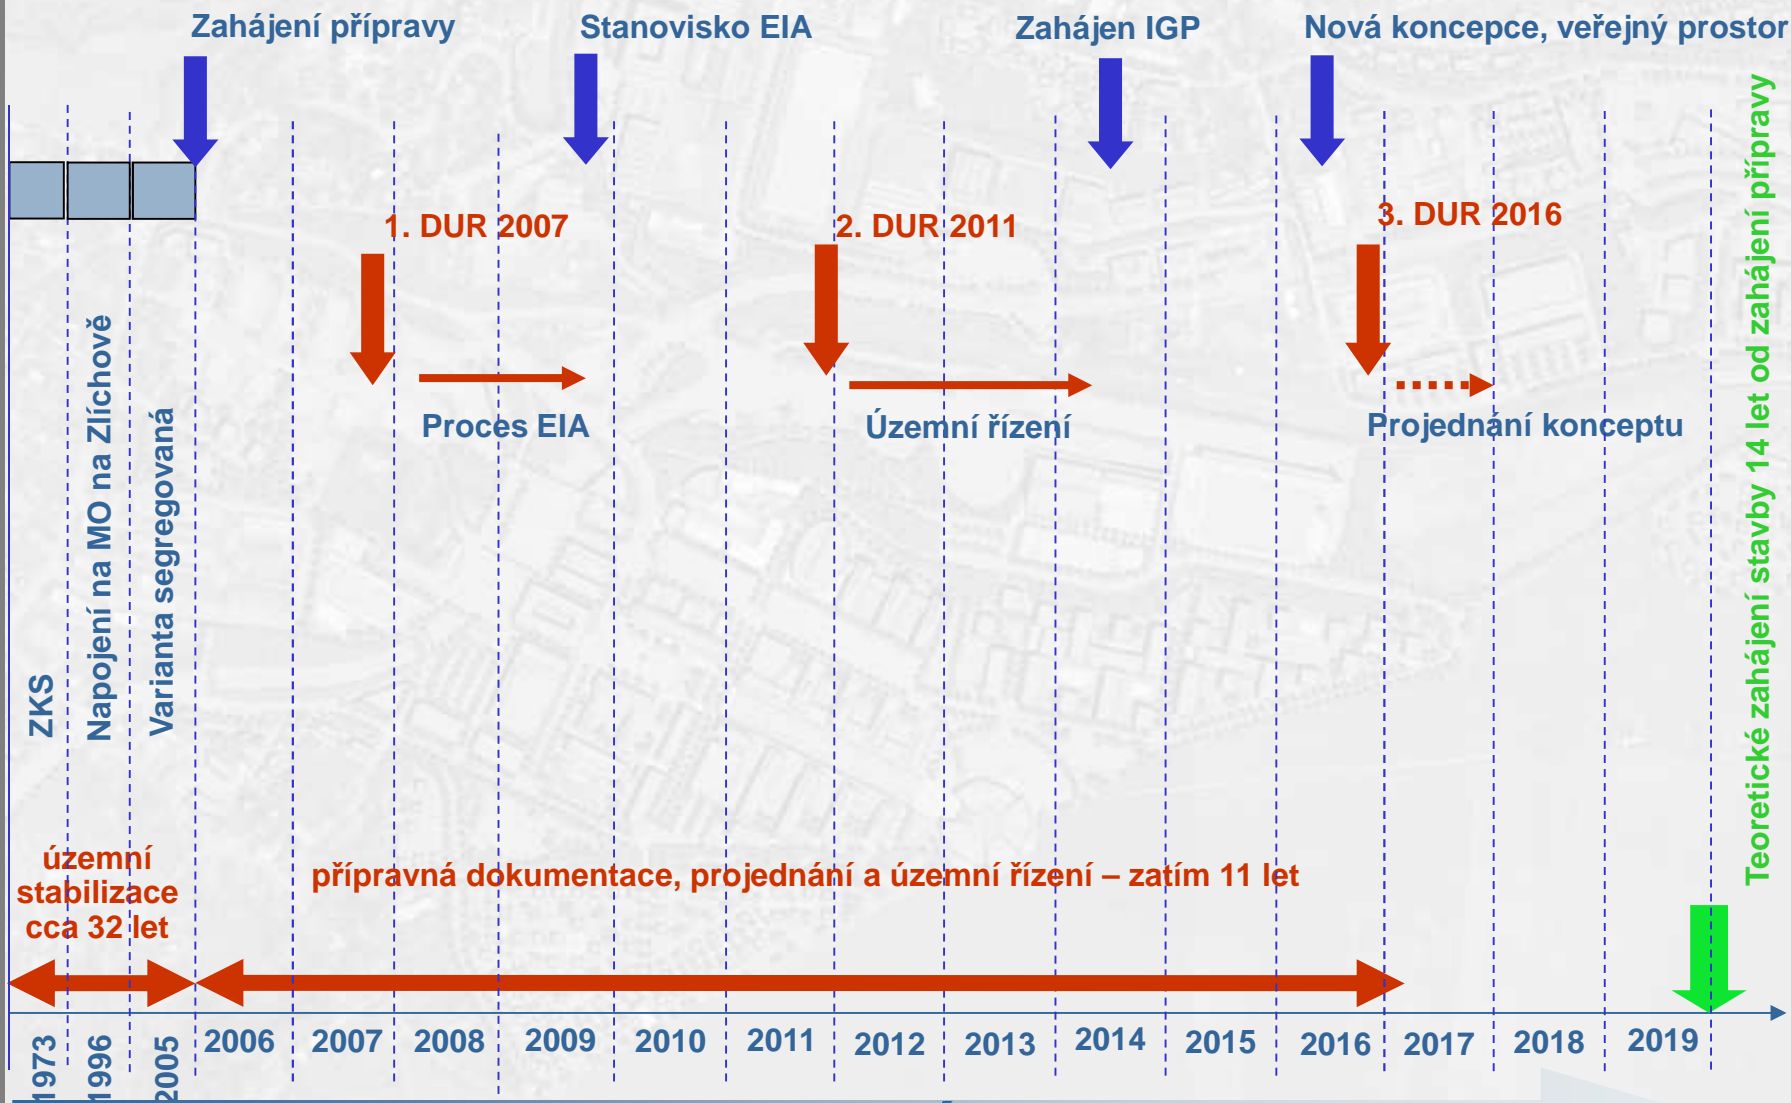 Zahájení přípravy
Stanovisko EIA
Zahájen IGP
Nová koncepce, veřejný prostor
1. DUR 2007
2. DUR 2011
3. DUR 2016
Proces EIA
Územní řízení
Projednání konceptu
ZKS
Napojení na MO na Zlíchově
Varianta segregovaná
Teoretické zahájení stavby 14 let od zahájení přípravy
územní
stabilizace
cca 32 let
přípravná dokumentace, projednání a územní řízení – zatím 11 let
1973
1996
2005
2006
2007
2008
2009
2010
2011
2012
2013
2014
2015
2016
2017
2018
2019